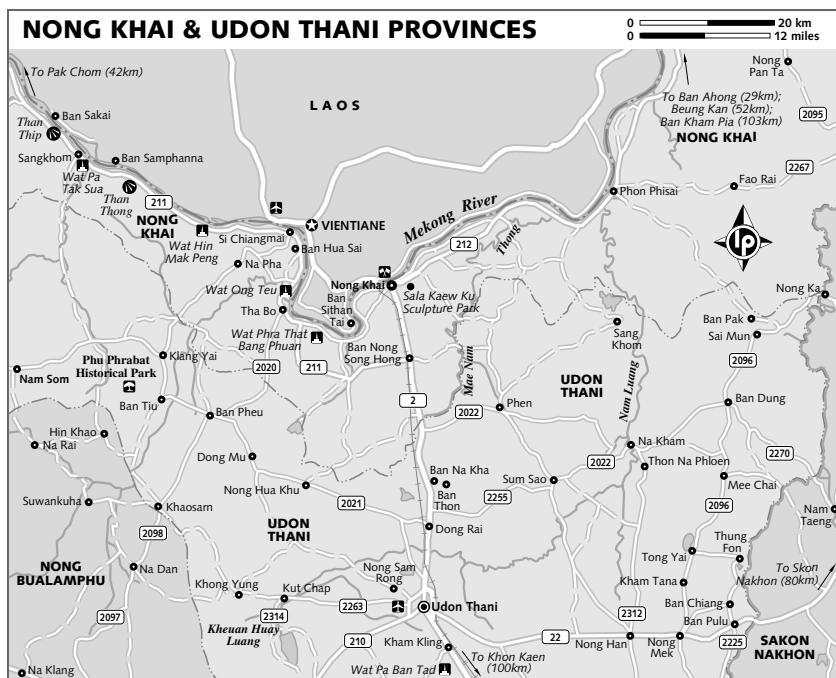 NONG KHAI & UDON THANI PROVINCES
0 20 km
0 12 miles
To Pak Chom (42km)
LAOS
Nong
Pan Ta
To Ban Ahong (29km);
Beung Kan (52km);
Ban Kham Pia (103km)
2095
NONG KHAI
Ban Sakai
Than
Thip
Sangkhom
Ban Samphanna
Wat Pa
Tak Sua
Than
Thong
211
NONG
KHAI
Wat Hin
Mak Peng
VIENTIANE
Si Chiangmai
Ban Hua Sai
Na Pha
Mekong River
212
Thong
Phon Phisai
2267
Fao Rai
lp
Wat Ong Teu
Nong Khai
Sala Kaew Ku
Sculpture Park
Ban
Sithan
Tai
Tha Bo
Wat Phra That
Bang Phuan
Nong Ka
Ban Pak
Sai Mun
Sang
Khom
Phu Phrabat
Historical Park
Klang Yai
2020
211
Ban Nong
Song Hong
Mae Nam
Nam Luang
2096
Nam Som
UDON
THANI
Ban Tiu
Ban Pheu
2
2022
Phen
Ban Dung
Hin Khao
Na Rai
Dong Mu
Na Kham
2270
Nong Hua Khu
Ban Na Kha
Ban
Thon
Sum Sao
2022
Thon Na Phloen
Mee Chai
Suwankuha
Khaosarn
2021
2255
2096
Nam
Taeng
2098
UDON
THANI
Dong Rai
Tong Yai
Thung
Fon
NONG
BUALAMPHU
Na Dan
Nong Sam
Rong
Kham Tana
To Skon
Nakhon (80km)
Khong Yung
Kut Chap
2263
Udon Thani
Ban Chiang
2097
2314
Kheuan Huay
Luang
2312
Ban Pulu
210
Kham Kling
22
Nong Han
Nong
Mek
2225
SAKON
NAKHON
Na Klang
Wat Pa Ban Tad
To Khon Kaen
(100km)